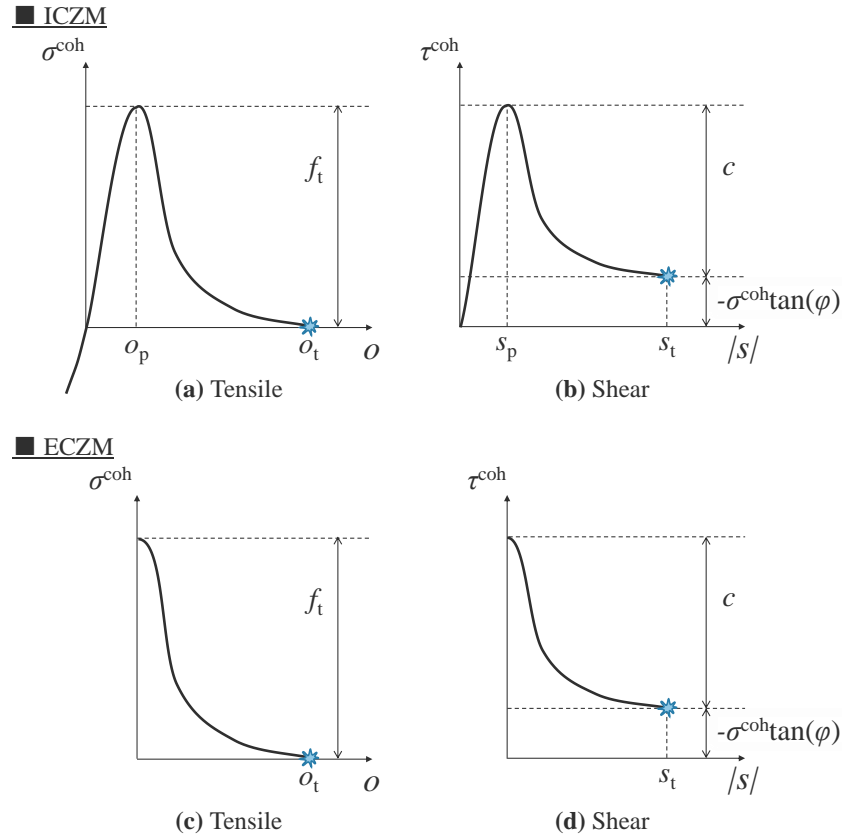 ■ ICZM
σ^coh
f_t
o_p
o_t
o
(a) Tensile
τ^coh
c
-σ^coh tan(φ)
s_p
s_t
|s|
(b) Shear
■ ECZM
σ^coh
f_t
o_t
o
(c) Tensile
τ^coh
c
-σ^coh tan(φ)
s_t
|s|
(d) Shear